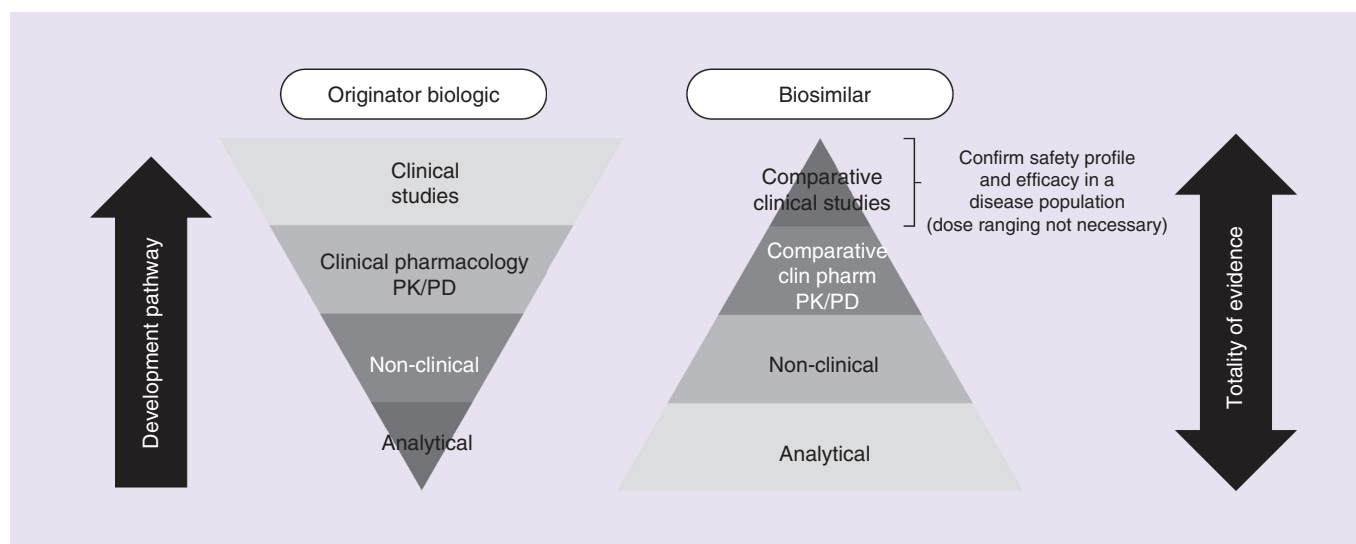 Originator biologic
Biosimilar
Development pathway
Clinical
studies
Clinical pharmacology
PK/PD
Non-clinical
Analytical
Comparative
clinical studies
Comparative
clin pharm
PK/PD
Non-clinical
Analytical
Confirm safety profile
and efficacy in a
disease population
(dose ranging not necessary)
Totality of evidence